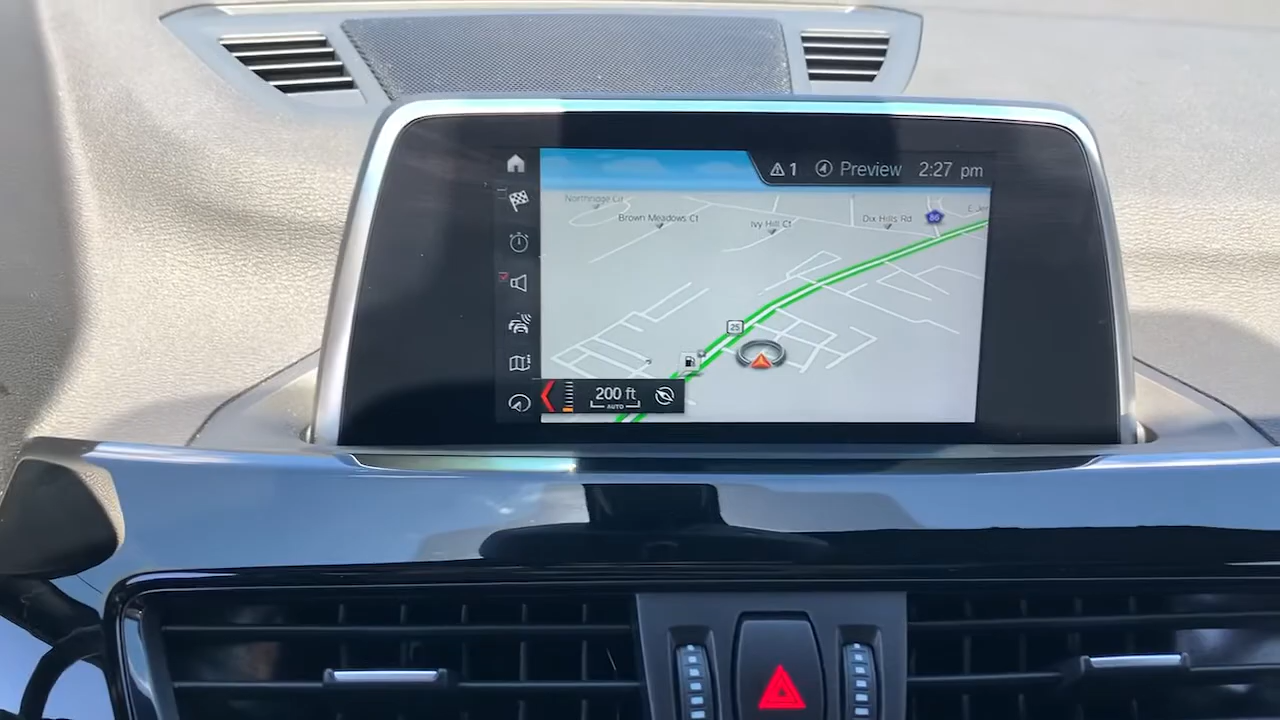 1 Preview 2:27 pm
Northridge Cir
Brown Meadows Ct
Ivy Hill Ct
Dix Hills Rd
25
200 ft
AUTO